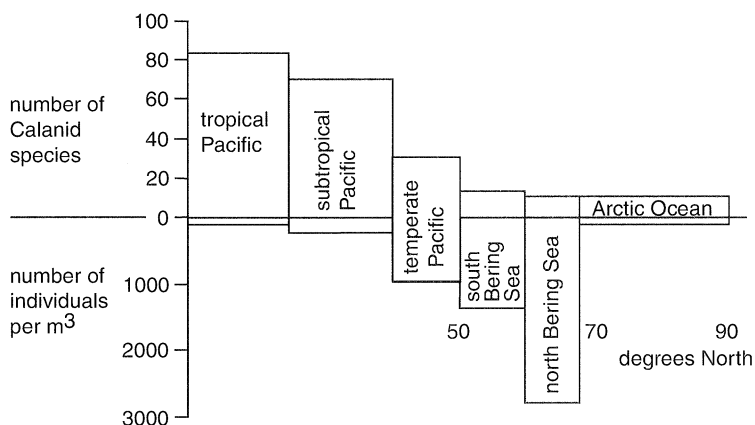 100
80
60
40
20
0
1000
2000
3000
number of
Calanid
species
number of
individuals
per m3
tropical
Pacific
subtropical
Pacific
temperate
Pacific
south
Bering
Sea
north Bering Sea
Arctic Ocean
50
70
90
degrees North